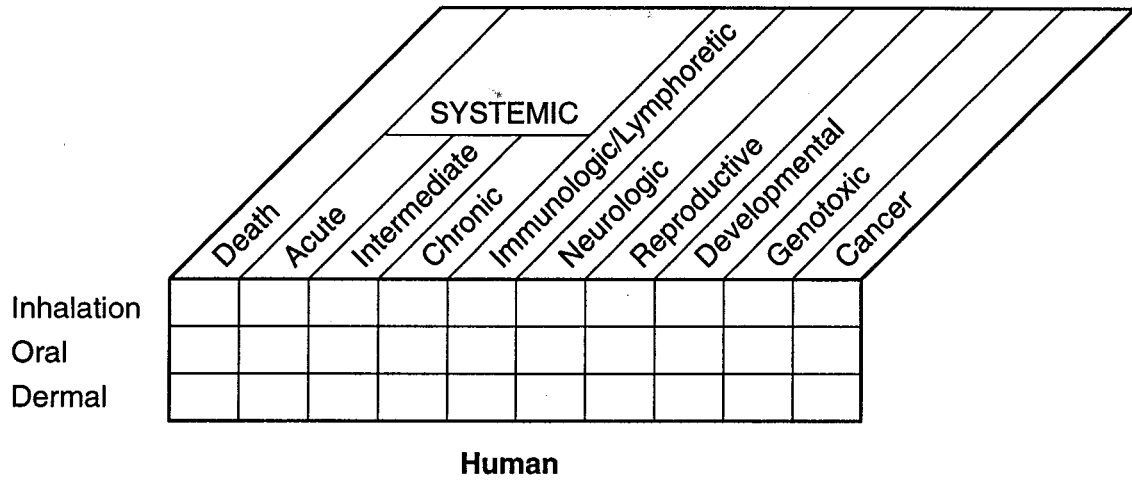 SYSTEMIC
Death
Acute
Intermediate
Chronic
Immunologic/Lymphoretic
Neurologic
Reproductive
Developmental
Genotoxic
Cancer
Inhalation
Oral
Dermal
Human